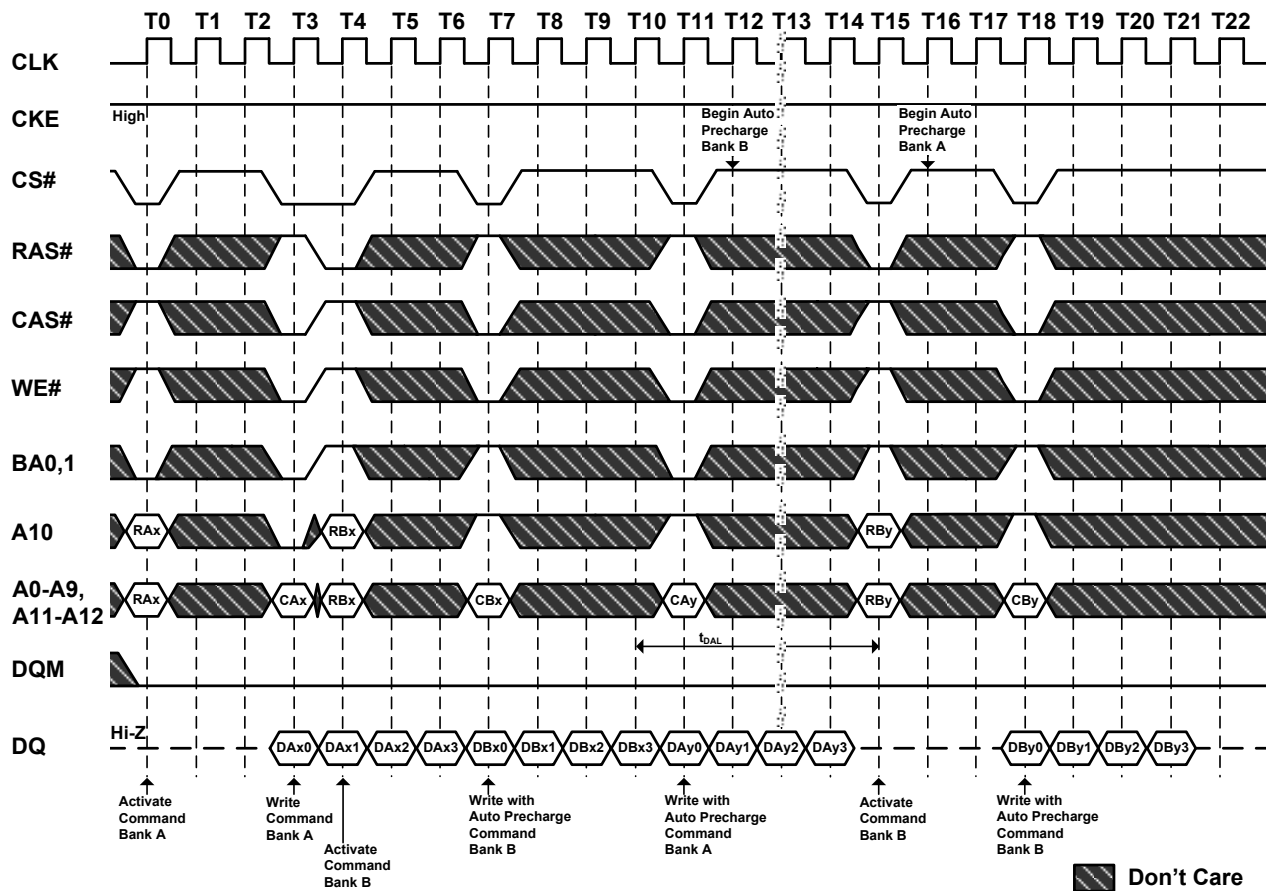 T0 T1 T2 T3 T4 T5 T6 T7 T8 T9 T10 T11 T12 T13 T14 T15 T16 T17 T18 T19 T20 T21 T22
CLK
CKE
High
Begin Auto
Precharge
Bank B
Begin Auto
Precharge
Bank A
CS#
RAS#
CAS#
WE#
BA0,1
A10
RAx RBx RBy
A0-A9,
A11-A12
RAx CAx RBx CBx CAy RBy CBy
tDAL
DQM
DQ
Hi-Z
DAx0 DAx1 DAx2 DAx3 DBx0 DBx1 DBx2 DBx3 DAy0 DAy1 DAy2 DAy3 DBy0 DBy1 DBy2 DBy3
Activate
Command
Bank A
Write
Command
Bank A
Activate
Command
Bank B
Write with
Auto Precharge
Command
Bank B
Write with
Auto Precharge
Command
Bank A
Activate
Command
Bank B
Write with
Auto Precharge
Command
Bank B
Don't Care